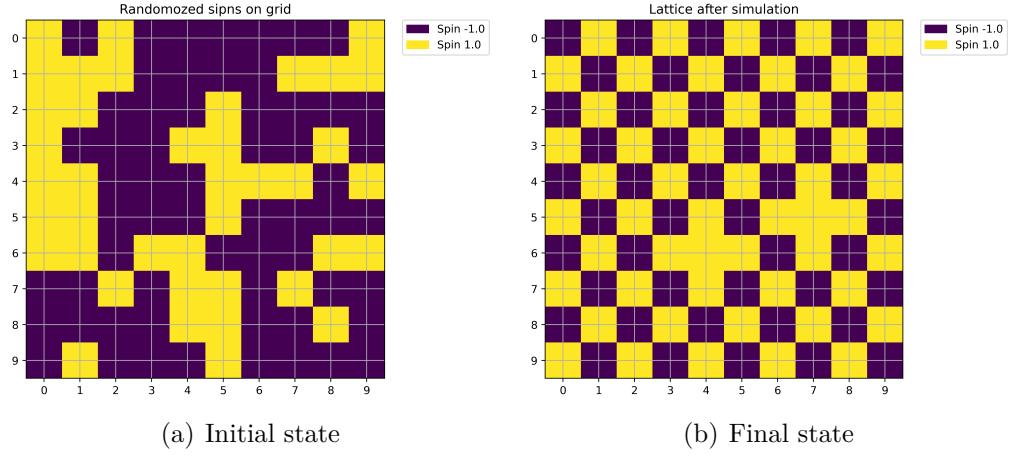 Randomozed sipns on grid
Spin -1.0
Spin 1.0
0
1
2
3
4
5
6
7
8
9
0 1 2 3 4 5 6 7 8 9
(a) Initial state
Lattice after simulation
Spin -1.0
Spin 1.0
0
1
2
3
4
5
6
7
8
9
0 1 2 3 4 5 6 7 8 9
(b) Final state